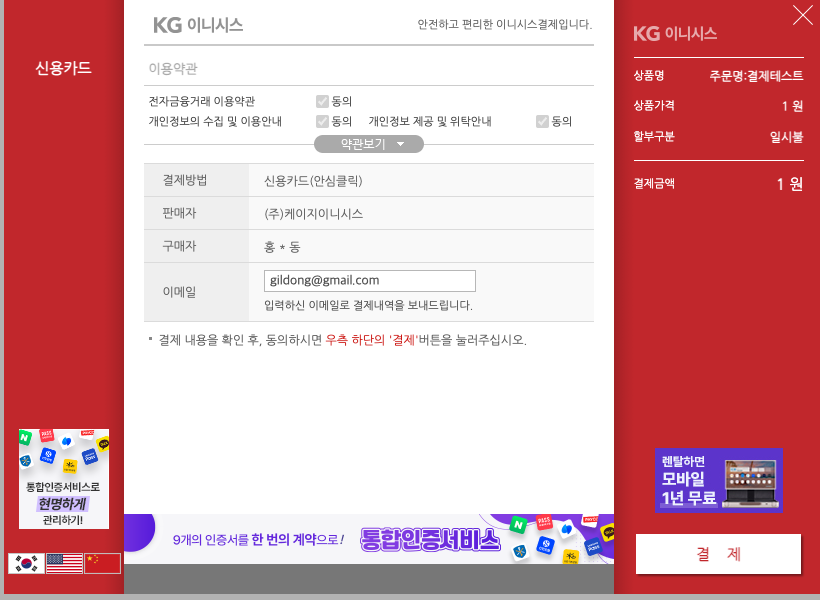 신용카드
통합인증서비스로
현명하게
관리하기!
KG 이니시스
안전하고 편리한 이니시스결제입니다.
이용약관
전자금융거래 이용약관 동의
개인정보의 수집 및 이용안내 동의 개인정보 제공 및 위탁안내 동의
약관보기
결제방법 신용카드(안심클릭)
판매자 (주)케이지이니시스
구매자 홍 * 동
이메일 gildong@gmail.com
입력하신 이메일로 결제내역을 보내드립니다.
결제 내용을 확인 후, 동의하시면 우측 하단의 '결제'버튼을 눌러주십시오.
9개의 인증서를 한 번의 계약으로! 통합인증서비스
KG 이니시스
상품명 주문명:결제테스트
상품가격 1 원
할부구분 일시불
결제금액 1 원
렌탈하면
모바일
1년 무료
결 제